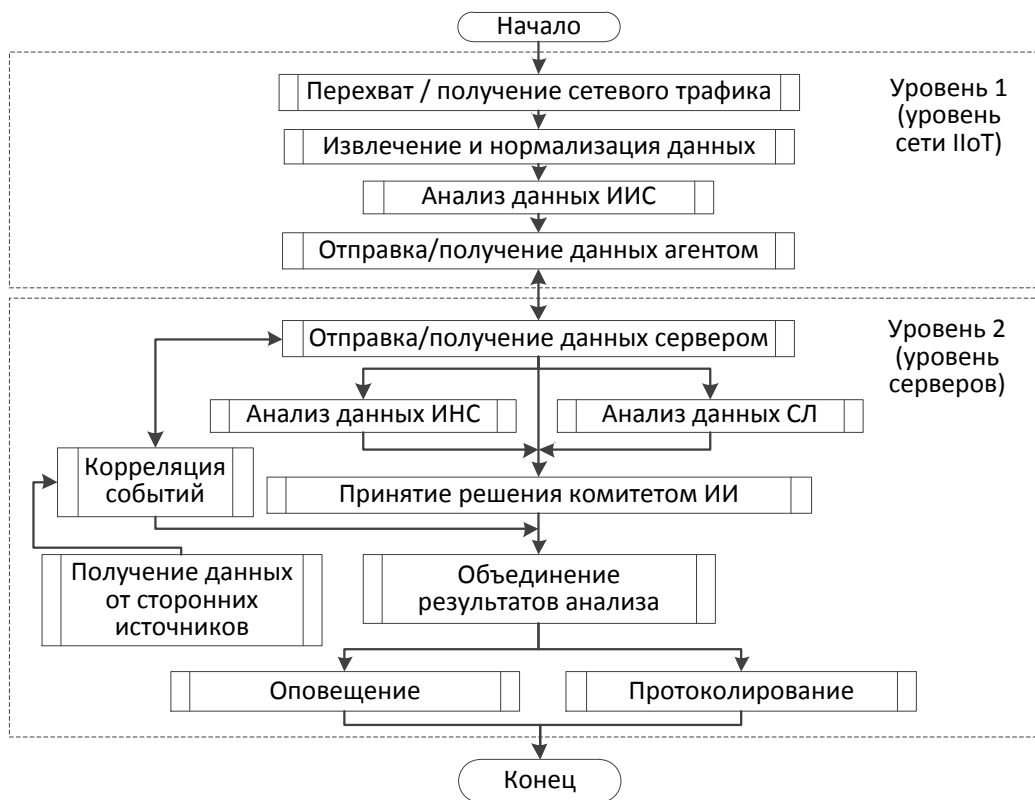 Начало
Уровень 1
(уровень
сети IIoT)
Перехват / получение сетевого трафика
Извлечение и нормализация данных
Анализ данных ИИС
Отправка/получение данных агентом
Отправка/получение данных сервером
Уровень 2
(уровень
серверов)
Анализ данных ИНС
Анализ данных СЛ
Корреляция
событий
Принятие решения комитетом ИИ
Получение данных
от сторонних
источников
Объединение
результатов анализа
Оповещение
Протоколирование
Конец